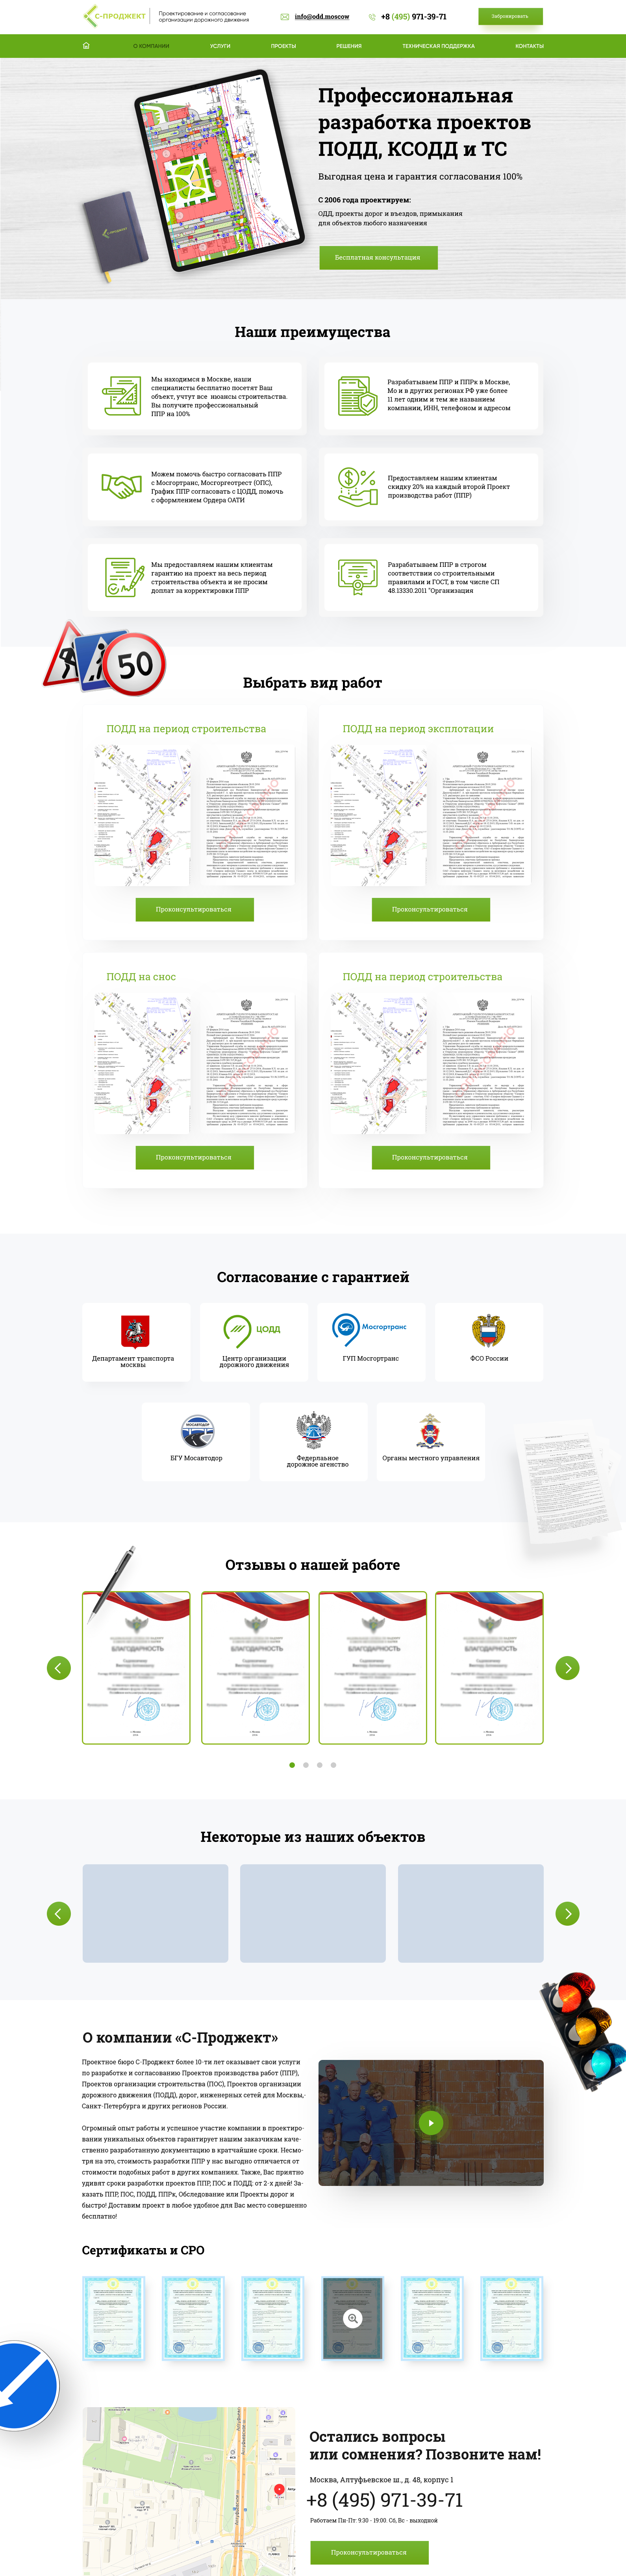 С-ПРОДЖЕКТ
Проектирование и согласование
организации дорожного движения
info@odd.moscow
+8 (495) 971-39-71
Забронировать
О КОМПАНИИ
УСЛУГИ
ПРОЕКТЫ
РЕШЕНИЯ
ТЕХНИЧЕСКАЯ ПОДДЕРЖКА
КОНТАКТЫ
Профессиональная
разработка проектов
ПОДД, КСОДД и ТС
Выгодная цена и гарантия согласования 100%
С 2006 года проектируем:
ОДД, проекты дорог и въездов, примыкания
для объектов любого назначения
Бесплатная консультация
Наши преимущества
Мы находимся в Москве, наши
специалисты бесплатно посетят Ваш
объект, учтут все нюансы строительства.
Вы получите профессиональный
ППР на 100%
Разрабатываем ППР и ППРк в Москве,
Мо и в других регионах РФ уже более
11 лет одним и тем же названием
компании, ИНН, телефоном и адресом
Можем помочь быстро согласовать ППР
с Мосгортранс, Мосгоргеотрест (ОПС),
График ППР согласовать с ЦОДД, помочь
с оформлением Ордера ОАТИ
Предоставляем нашим клиентам
скидку 20% на каждый второй Проект
производства работ (ППР)
Мы предоставляем нашим клиентам
гарантию на проект на весь период
строительства объекта и не просим
доплат за корректировки ППР
Разрабатываем ППР в строгом
соответствии со строительными
правилами и ГОСТ, в том числе СП
48.13330.2011 "Организация
50
Выбрать вид работ
ПОДД на период строительства
ПОДД на период эксплотации
Проконсультироваться
Проконсультироваться
ПОДД на снос
ПОДД на период строительства
Проконсультироваться
Проконсультироваться
Согласование с гарантией
Департамент транспорта
москвы
ЦОДД
Центр организации
дорожного движения
Мосгортранс
ГУП Мосгортранс
ФСО России
МОСАВТОДОР
БГУ Мосавтодор
Федерльаное
дорожное агенство
Органы местного управления
Отзывы о нашей работе
БЛАГОДАРНОСТЬ
БЛАГОДАРНОСТЬ
БЛАГОДАРНОСТЬ
БЛАГОДАРНОСТЬ
Некоторые из наших объектов
О компании «С-Проджект»
Проектное бюро С-Проджект более 10-ти лет оказывает свои услуги
по разработке и согласованию Проектов производства работ (ППР),
Проектов организации строительства (ПОС), Проектов организации
дорожного движения (ПОДД), дорог, инженерных сетей для Москвы,-
Санкт-Петербурга и других регионов России.
Огромный опыт работы и успешное участие компании в проектиро-
вании уникальных объектов гарантирует нашим заказчикам каче-
ственно разработанную документацию в кратчайшие сроки. Несмо-
тря на это, стоимость разработки ППР у нас выгодно отличается от
стоимости подобных работ в других компаниях. Также, Вас приятно
удивят сроки разработки проектов ППР, ПОС и ПОДД: от 2-х дней! За-
казать ППР, ПОС, ПОДД, ППРк, Обследование или Проекты дорог и
быстро! Доставим проект в любое удобное для Вас место совершенно
бесплатно!
Сертификаты и СРО
Остались вопросы
или сомнения? Позвоните нам!
Москва, Алтуфьевское ш., д. 48, корпус 1
+8 (495) 971-39-71
Работаем Пн-Пт: 9:30 - 19:00. Сб, Вс - выходной
Проконсультироваться